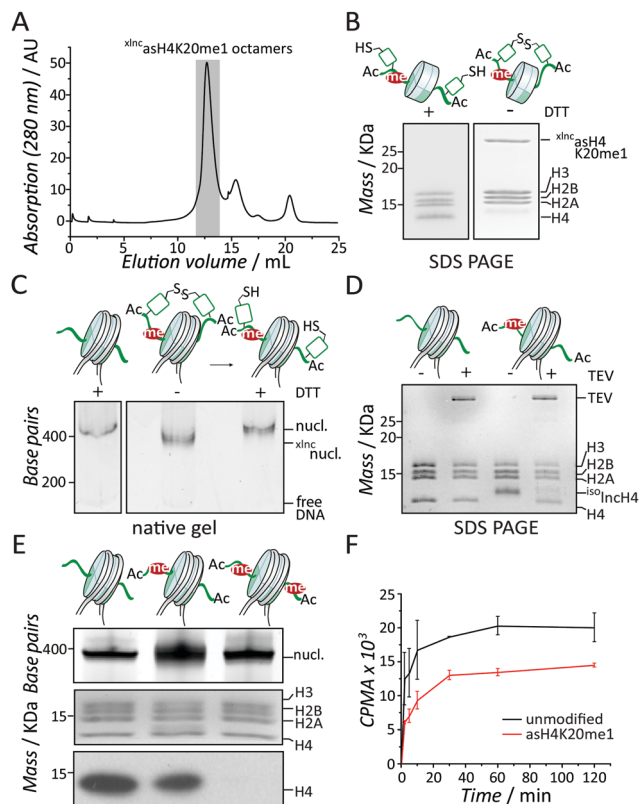 A
xlncasH4K20me1 octamers
Absorption (280 nm) / AU
50
40
30
20
10
0
0
5
10
15
20
25
Elution volume / mL
B
HS
Ac
me
SH
Ac
S
S
Ac
me
Ac
+
-
DTT
Mass / KDa
25
20
15
xlncasH4
K20me1
H3
H2B
H2A
H4
SDS PAGE
C
S
S
Ac
me
Ac
SH
Ac
me
HS
Ac
+
-
+
DTT
Base pairs
400
200
nucl.
xlnc
nucl.
free
DNA
native gel
D
Ac
me
Ac
-
+
-
+
TEV
Mass / KDa
25
20
15
TEV
H3
H2B
H2A
isolncH4
H4
SDS PAGE
E
Ac
me
Ac
Ac
me
me
Ac
Base pairs
400
nucl.
Mass / KDa
15
H3
H2B
H2A
H4
15
H4
F
CPMA x 10³
25
20
15
10
5
0
unmodified
asH4K20me1
0
20
40
60
80
100
120
Time / min